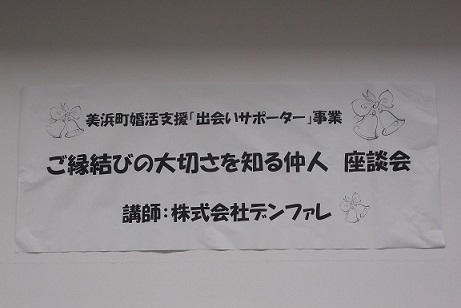 美浜町婚活支援「出会いサポーター」事業
ご縁結びの大切さを知る仲人　座談会
講師：株式会社デンファレ